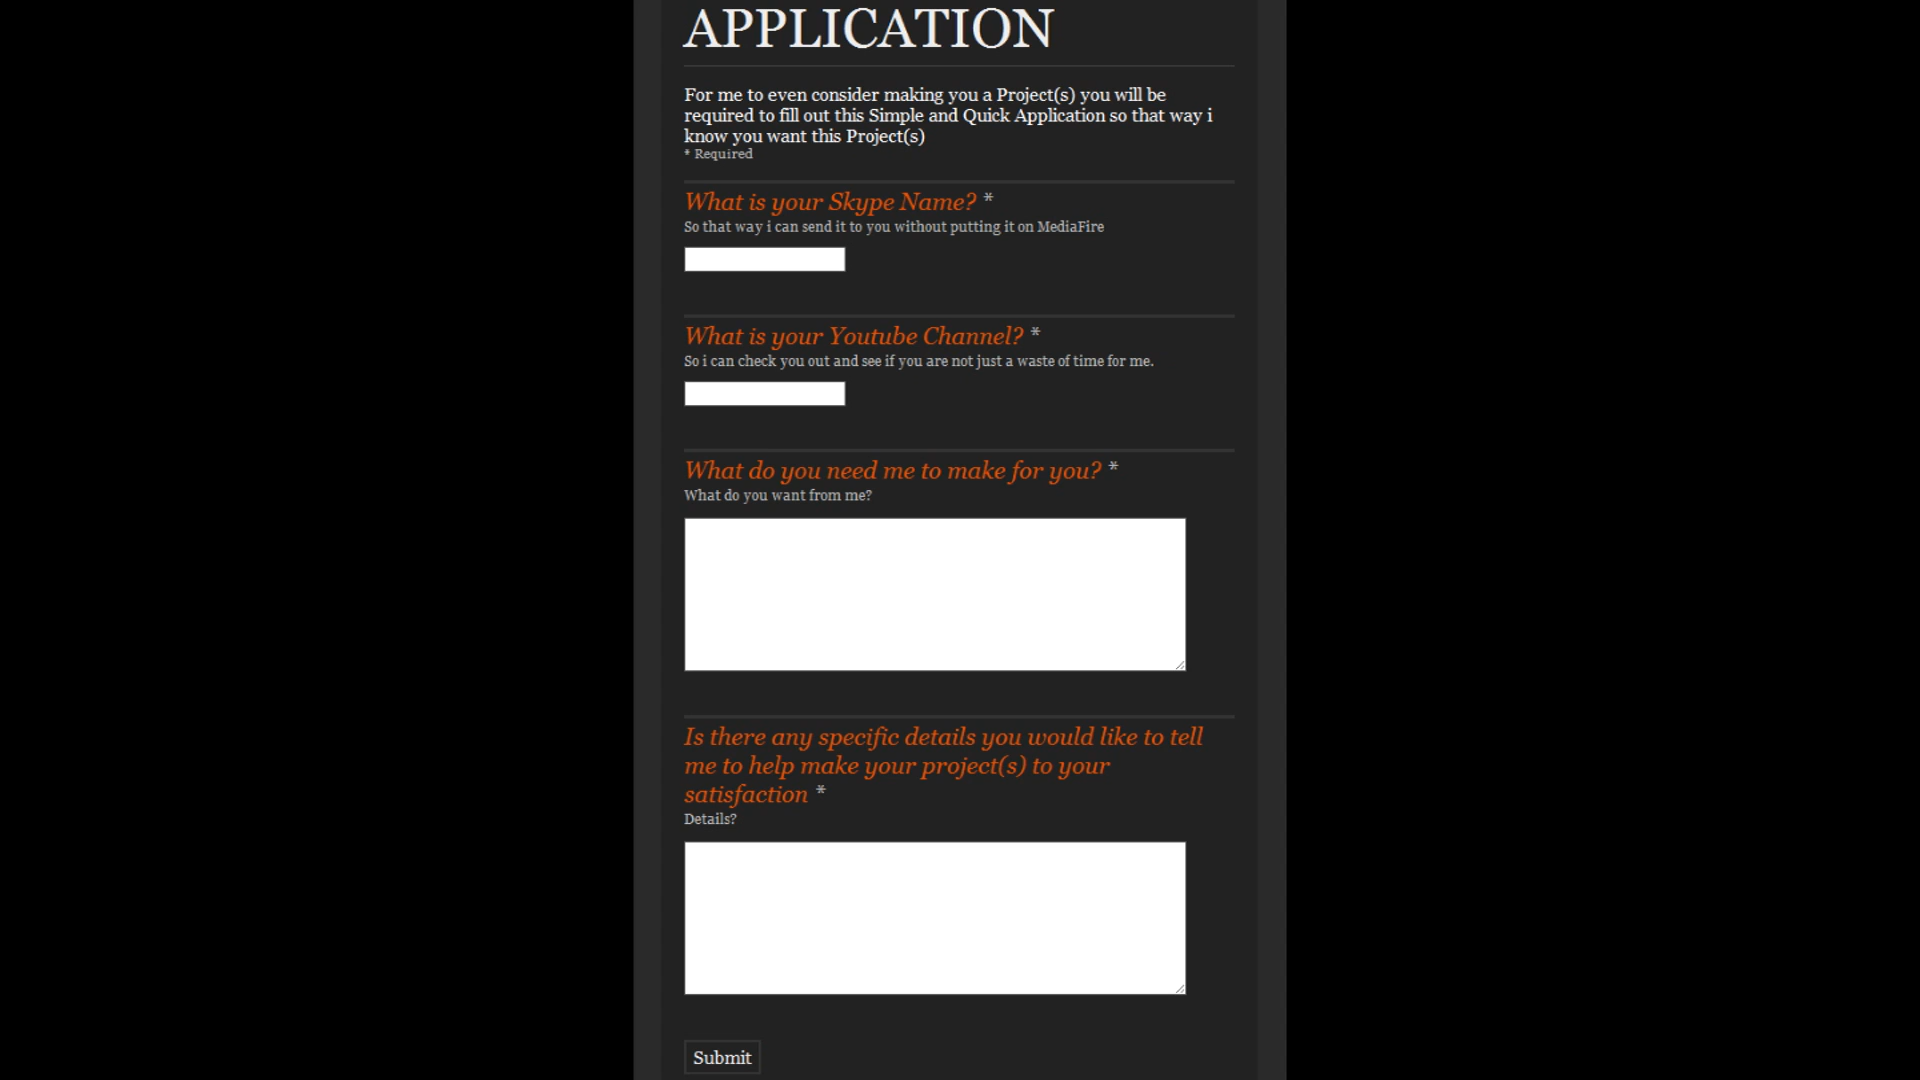 APPLICATION
For me to even consider making you a Project(s) you will be
required to fill out this Simple and Quick Application so that way i
know you want this Project(s)
* Required
What is your Skype Name? *
So that way i can send it to you without putting it on MediaFire
What is your Youtube Channel? *
So i can check you out and see if you are not just a waste of time for me.
What do you need me to make for you? *
What do you want from me?
Is there any specific details you would like to tell
me to help make your project(s) to your
satisfaction *
Details?
Submit